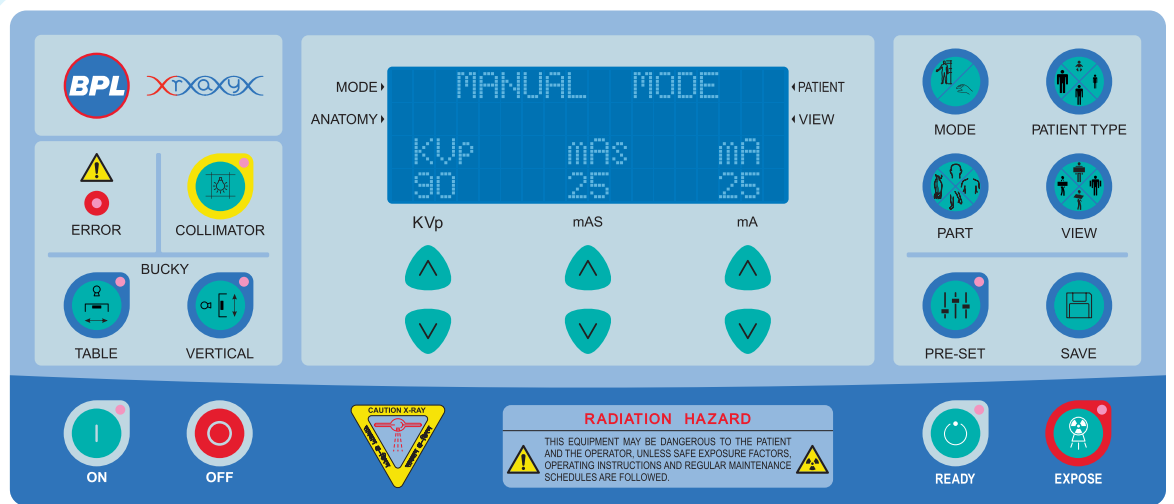 BPL xrayx
MODE
ANATOMY
MANUAL MODE
KVp mAs mA
90 25 25
PATIENT
VIEW
KVp mAS mA
ERROR
COLLIMATOR
BUCKY
TABLE
VERTICAL
MODE
PATIENT TYPE
PART
VIEW
PRE-SET
SAVE
ON
OFF
CAUTION X-RAY
RADIATION HAZARD
THIS EQUIPMENT MAY BE DANGEROUS TO THE PATIENT
AND THE OPERATOR, UNLESS SAFE EXPOSURE FACTORS,
OPERATING INSTRUCTIONS AND REGULAR MAINTENANCE
SCHEDULES ARE FOLLOWED.
READY
EXPOSE